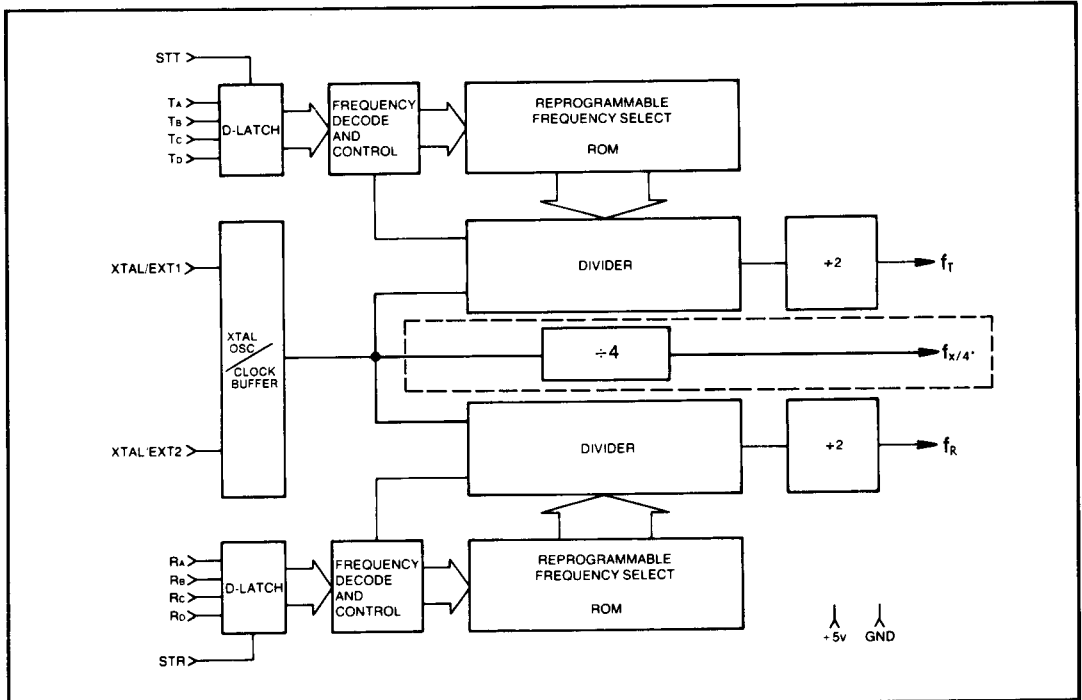 STT
TA
TB
TC
TD
D-LATCH
FREQUENCY
DECODE
AND
CONTROL
REPROGRAMMABLE
FREQUENCY SELECT
ROM
XTAL/EXT1
XTAL
OSC
CLOCK
BUFFER
XTAL/EXT2
DIVIDER
÷2
fT
÷4
fx/4*
DIVIDER
÷2
fR
RA
RB
RC
RD
D-LATCH
STR
FREQUENCY
DECODE
AND
CONTROL
REPROGRAMMABLE
FREQUENCY SELECT
ROM
+5v GND